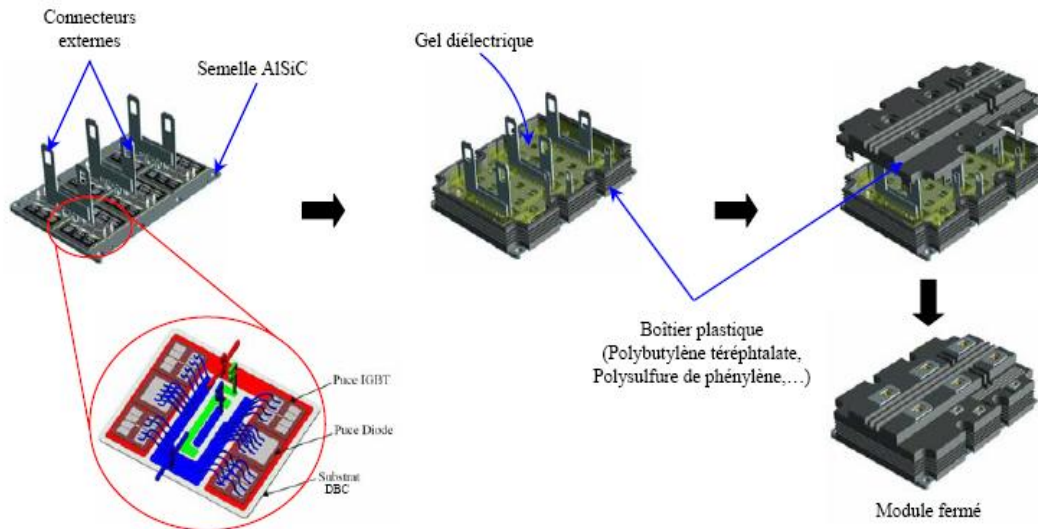 Connecteurs
externes
Semelle AlSiC
Gel diélectrique
Boîtier plastique
(Polybutylène téréphtalate,
Polysulfure de phénylène,...)
Puce IGBT
Puce Diode
Substrat
DBC
Module fermé